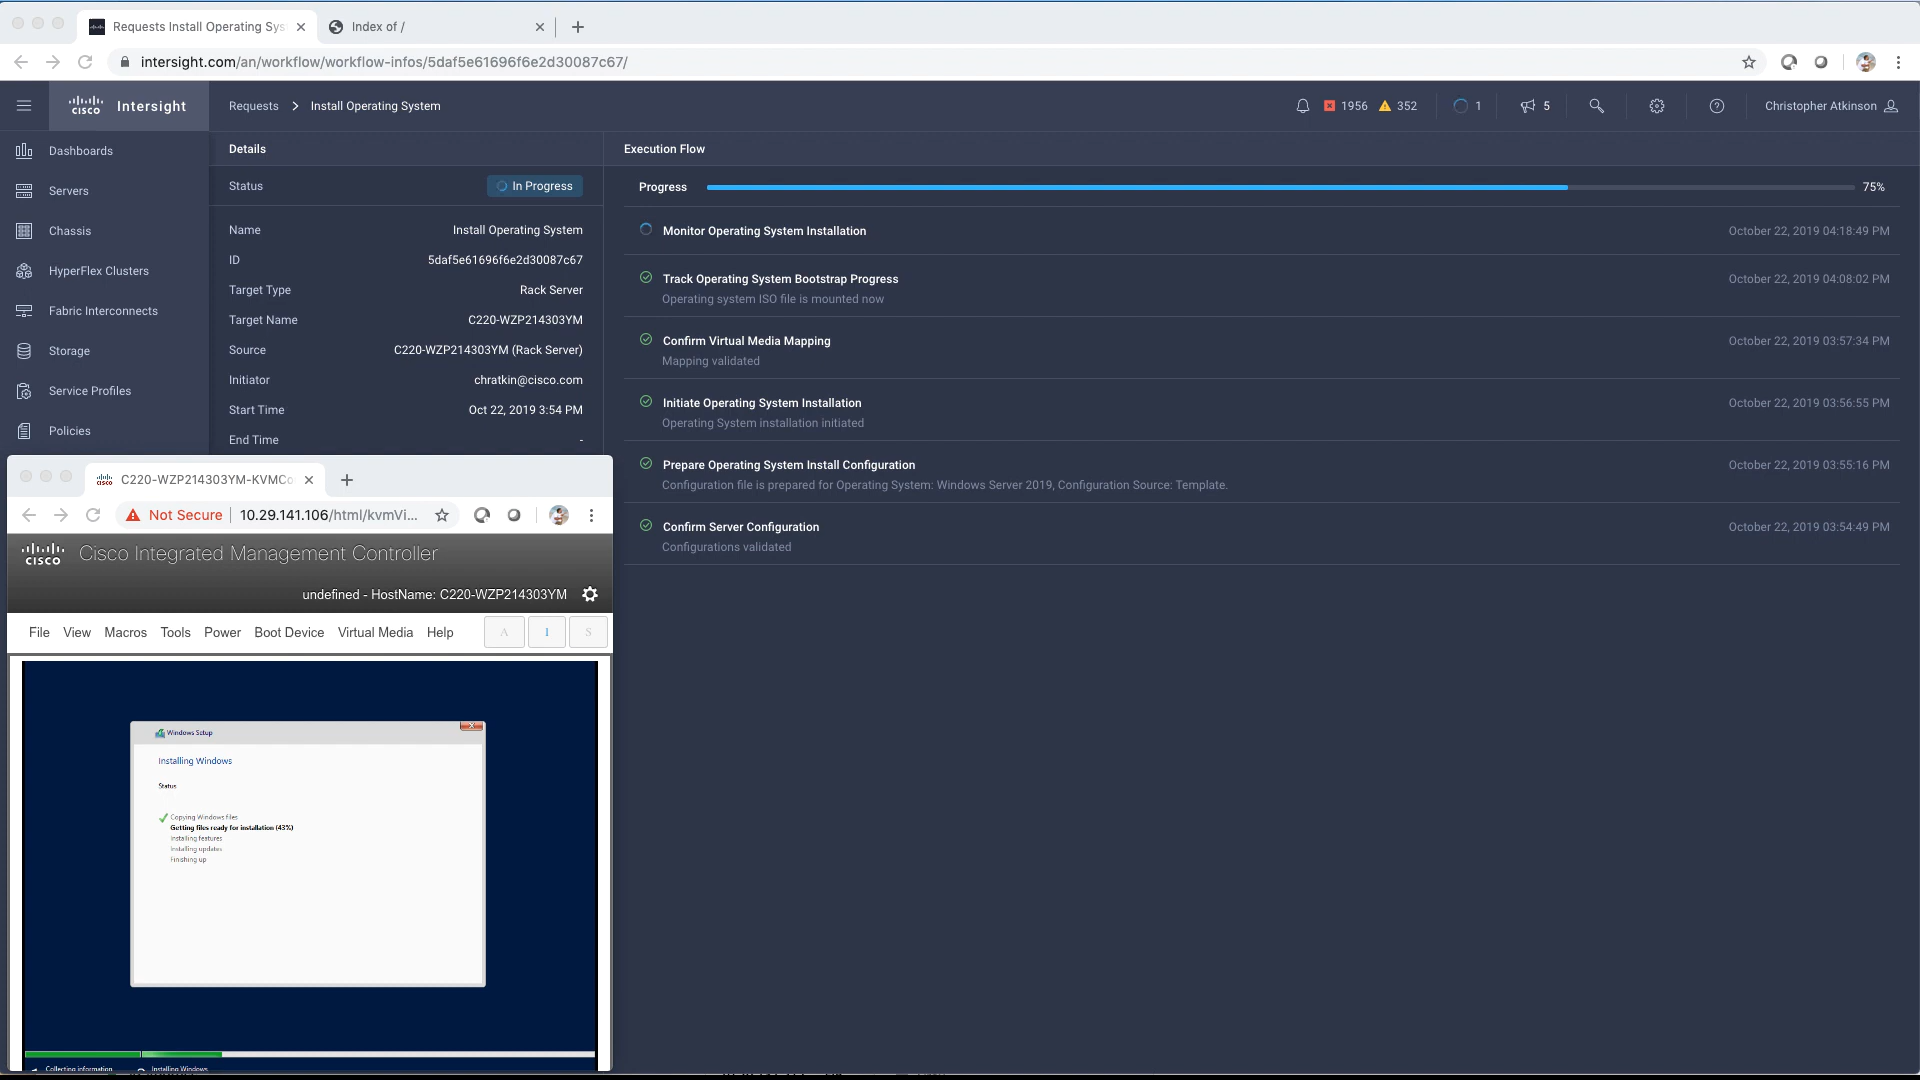 Requests Install Operating Sys
Index of /
intersight.com/an/workflow/workflow-infos/5daf5e61696f6e2d30087c67/
cisco Intersight
Requests > Install Operating System
1956 352 1 5
Christopher Atkinson
Dashboards
Servers
Chassis
HyperFlex Clusters
Fabric Interconnects
Storage
Service Profiles
Policies
Details
Status In Progress
Name Install Operating System
ID 5daf5e61696f6e2d30087c67
Target Type Rack Server
Target Name C220-WZP214303YM
Source C220-WZP214303YM (Rack Server)
Initiator chratkin@cisco.com
Start Time Oct 22, 2019 3:54 PM
End Time -
Execution Flow
Progress 75%
Monitor Operating System Installation October 22, 2019 04:18:49 PM
Track Operating System Bootstrap Progress October 22, 2019 04:08:02 PM
Operating system ISO file is mounted now
Confirm Virtual Media Mapping October 22, 2019 03:57:34 PM
Mapping validated
Initiate Operating System Installation October 22, 2019 03:56:55 PM
Operating System installation initiated
Prepare Operating System Install Configuration October 22, 2019 03:55:16 PM
Configuration file is prepared for Operating System: Windows Server 2019, Configuration Source: Template.
Confirm Server Configuration October 22, 2019 03:54:49 PM
Configurations validated
C220-WZP214303YM-KVMCo
Not Secure | 10.29.141.106/html/kvmVi...
cisco Cisco Integrated Management Controller
undefined - HostName: C220-WZP214303YM
File View Macros Tools Power Boot Device Virtual Media Help A 1 S
Windows Setup
Installing Windows
Status
Copying Windows files
Getting files ready for installation (43%)
Installing features
Installing updates
Finishing up
Collecting information Installing Windows